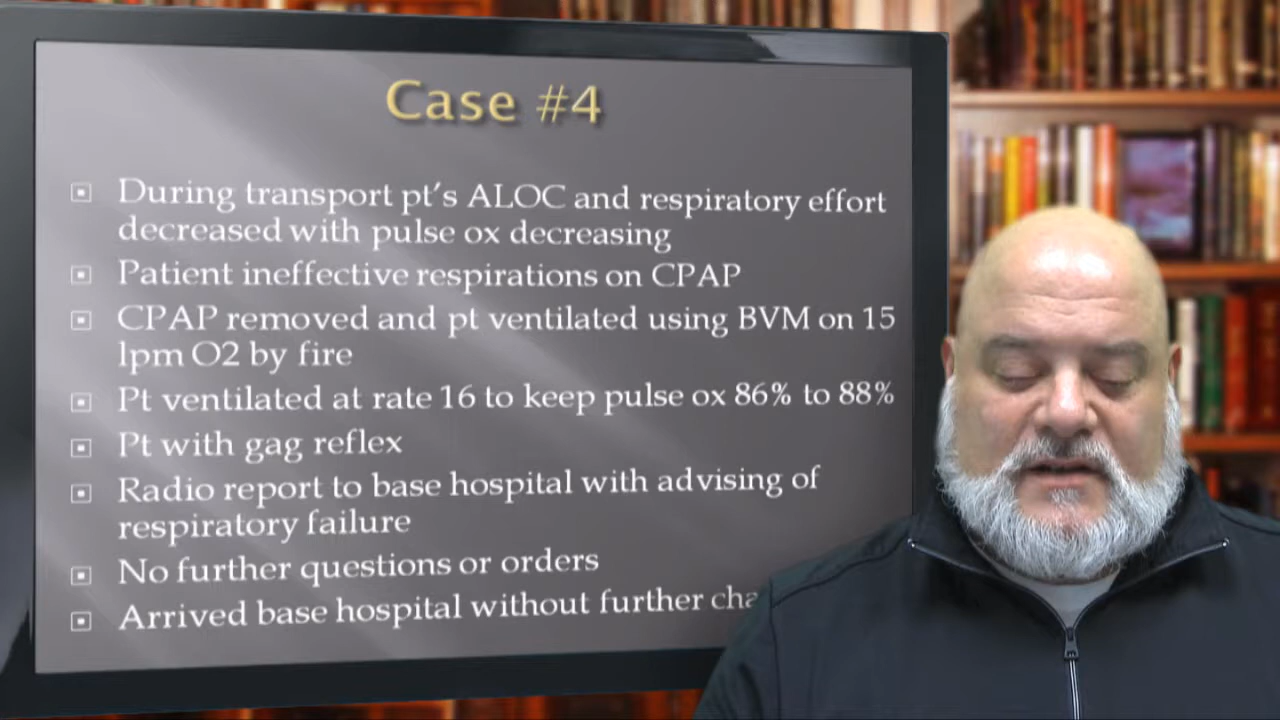 Case #4
During transport pt's ALOC and respiratory effort
decreased with pulse ox decreasing
Patient ineffective respirations on CPAP
CPAP removed and pt ventilated using BVM on 15
lpm O2 by fire
Pt ventilated at rate 16 to keep pulse ox 86% to 88%
Pt with gag reflex
Radio report to base hospital with advising of
respiratory failure
No further questions or orders
Arrived base hospital without further